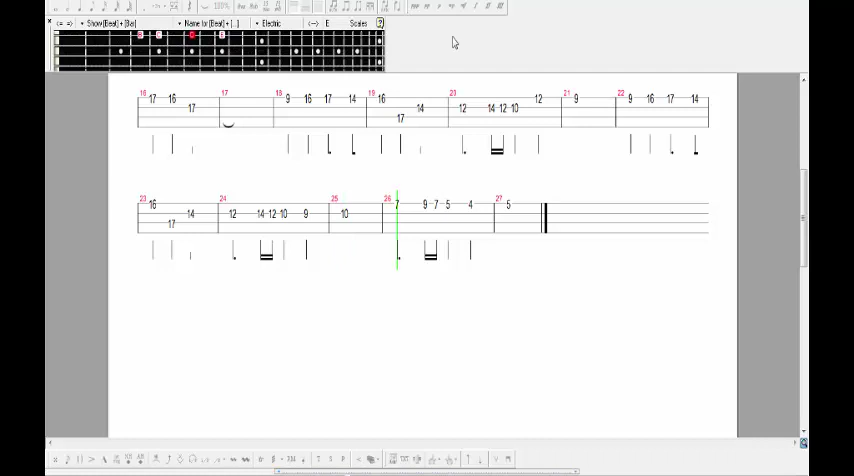 100%
<= => Show [Beat] + [Bar] Name for [Beat] + [...] Electric <--> E Scales ?
16 17 18 19 20 21 22
17 16 9 16 17 14 16 12 9 9 16 17 14
17 14 12 14 12 10
17
23 24 25 26 27
16 7 9 7 5 4 5
14 12 14 12 10 9 10
17